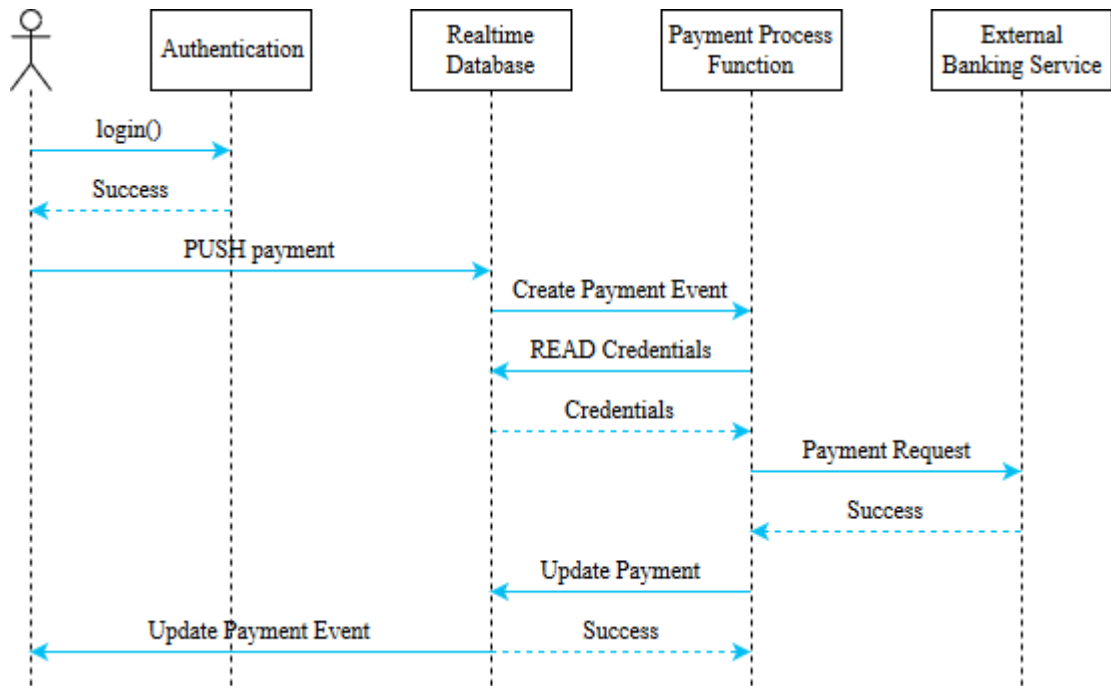 Authentication
Realtime
Database
Payment Process
Function
External
Banking Service
login()
Success
PUSH payment
Create Payment Event
READ Credentials
Credentials
Payment Request
Success
Update Payment
Update Payment Event
Success